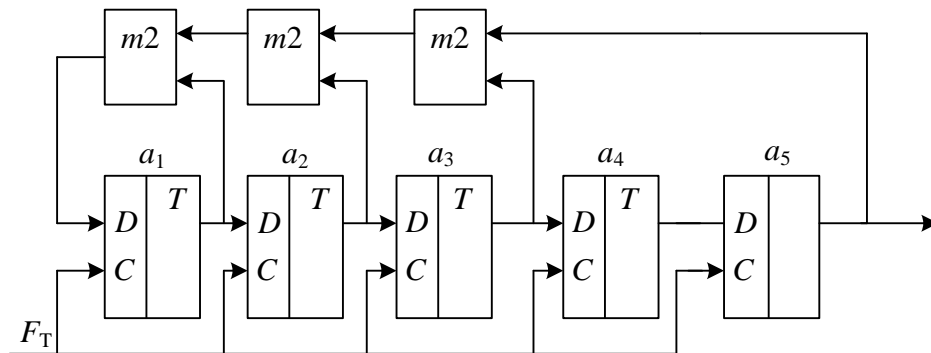 m2 m2 m2
a1 a2 a3 a4 a5
T T T T
D D D D D
C C C C C
FT